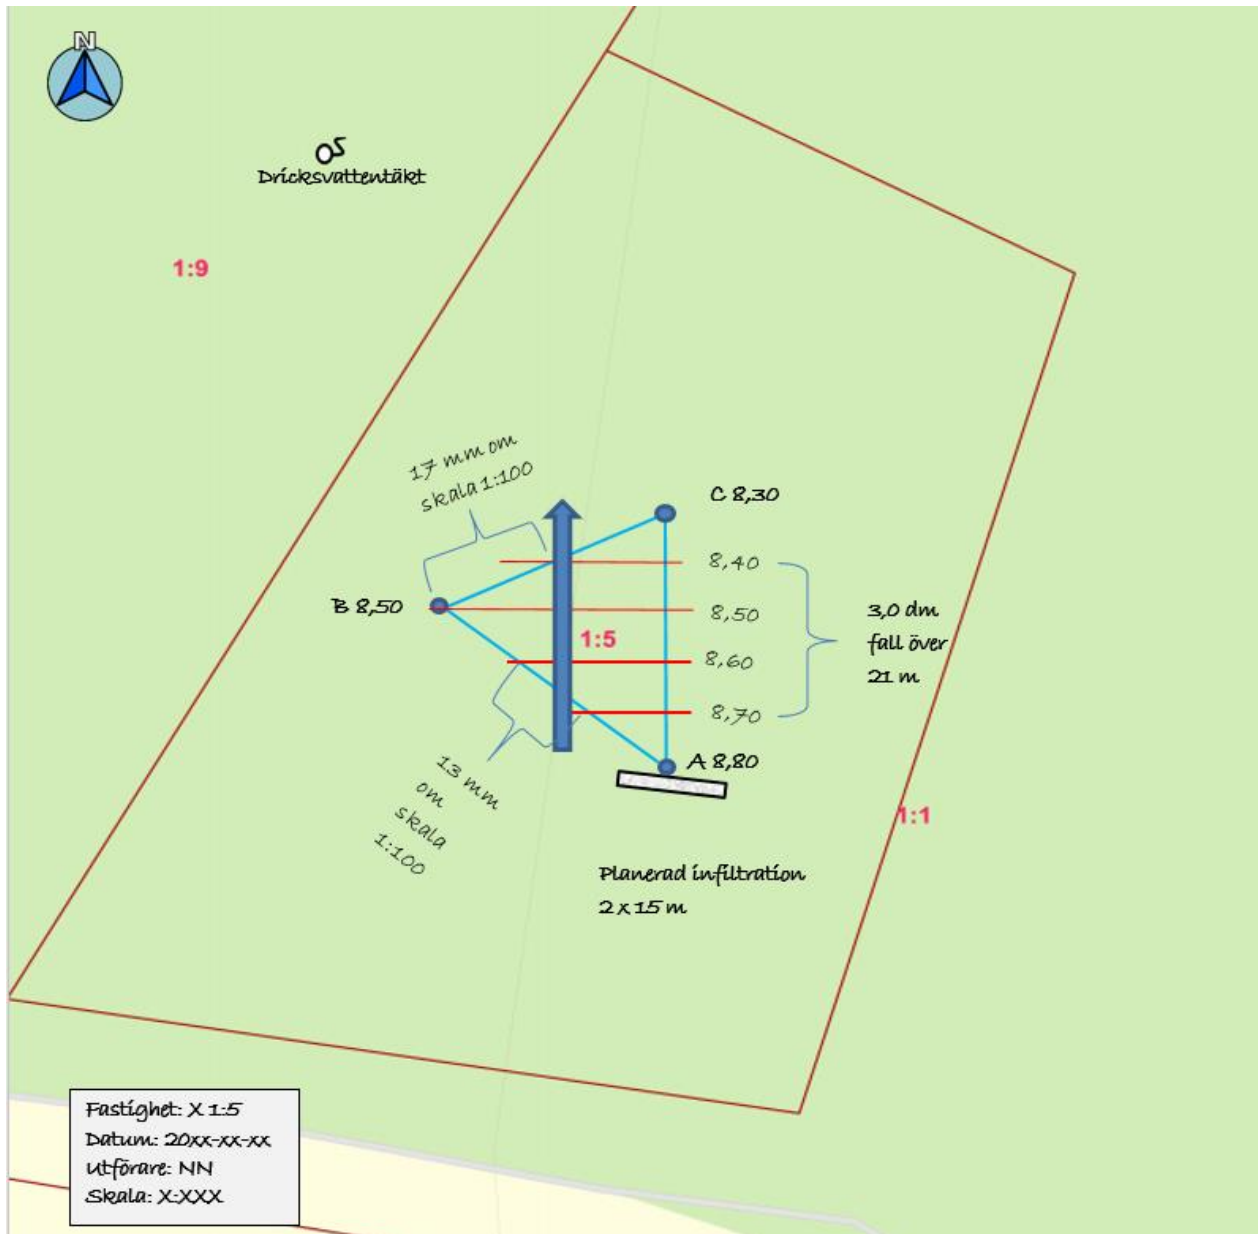 N
Dricksvattentäkt
1:9
17 mm om
skala 1:100
C 8,30
8,40
B 8,50
8,50
3,0 dm
fall över
21 m
1:5
8,60
8,70
A 8,80
13 mm
om
skala
1:100
1:1
Planerad infiltration
2 x 15 m
Fastighet: X 1:5
Datum: 20xx-xx-xx
Utförare: NN
Skala: X:XXX